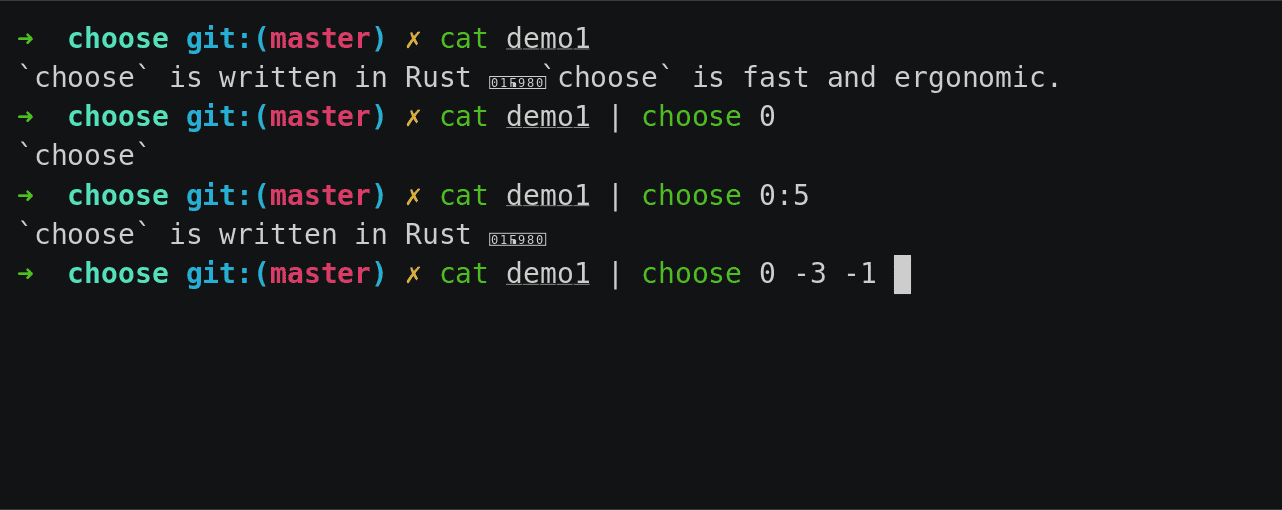 ➜  choose git:(master) ✗ cat demo1
`choose` is written in Rust `choose` is fast and ergonomic.
➜  choose git:(master) ✗ cat demo1 | choose 0
`choose`
➜  choose git:(master) ✗ cat demo1 | choose 0:5
`choose` is written in Rust
➜  choose git:(master) ✗ cat demo1 | choose 0 -3 -1